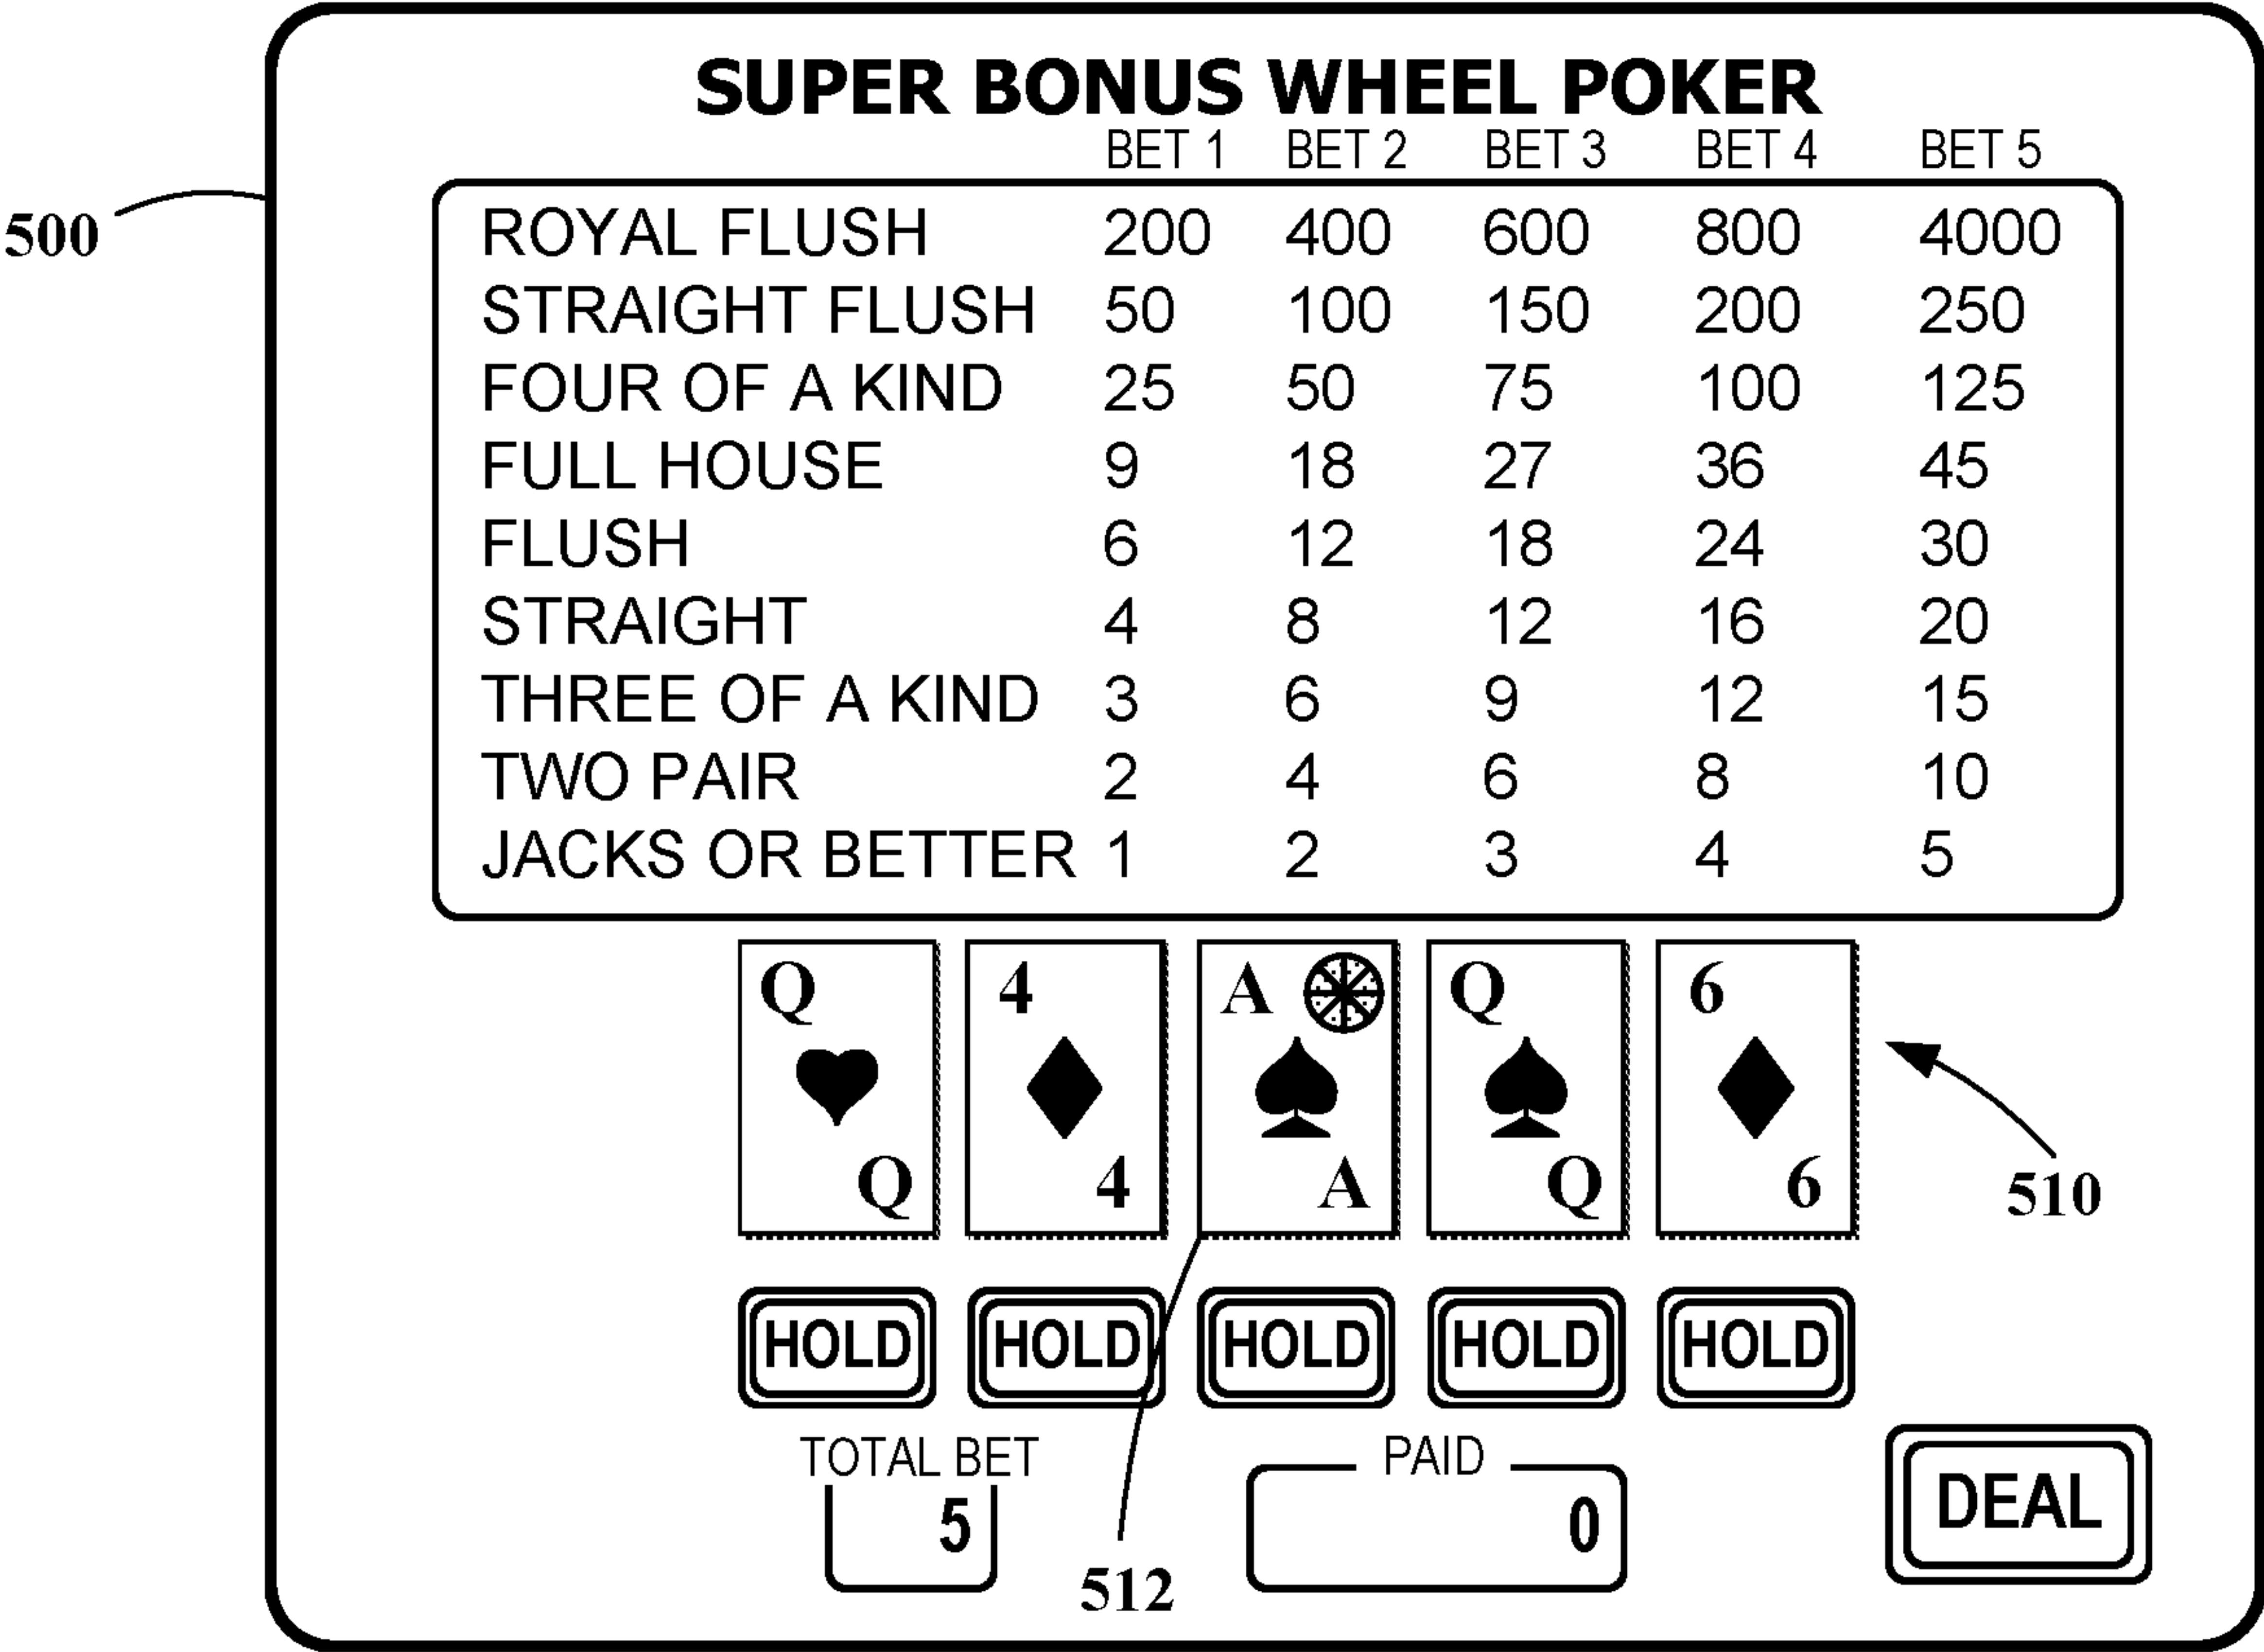 SUPER BONUS WHEEL POKER
BET 1 BET 2 BET 3 BET 4 BET 5
500
ROYAL FLUSH 200 400 600 800 4000
STRAIGHT FLUSH 50 100 150 200 250
FOUR OF A KIND 25 50 75 100 125
FULL HOUSE 9 18 27 36 45
FLUSH 6 12 18 24 30
STRAIGHT 4 8 12 16 20
THREE OF A KIND 3 6 9 12 15
TWO PAIR 2 4 6 8 10
JACKS OR BETTER 1 2 3 4 5
Q 4 A Q 6
Q 4 A Q 6
510
HOLD HOLD HOLD HOLD HOLD
TOTAL BET PAID
5 0 DEAL
512